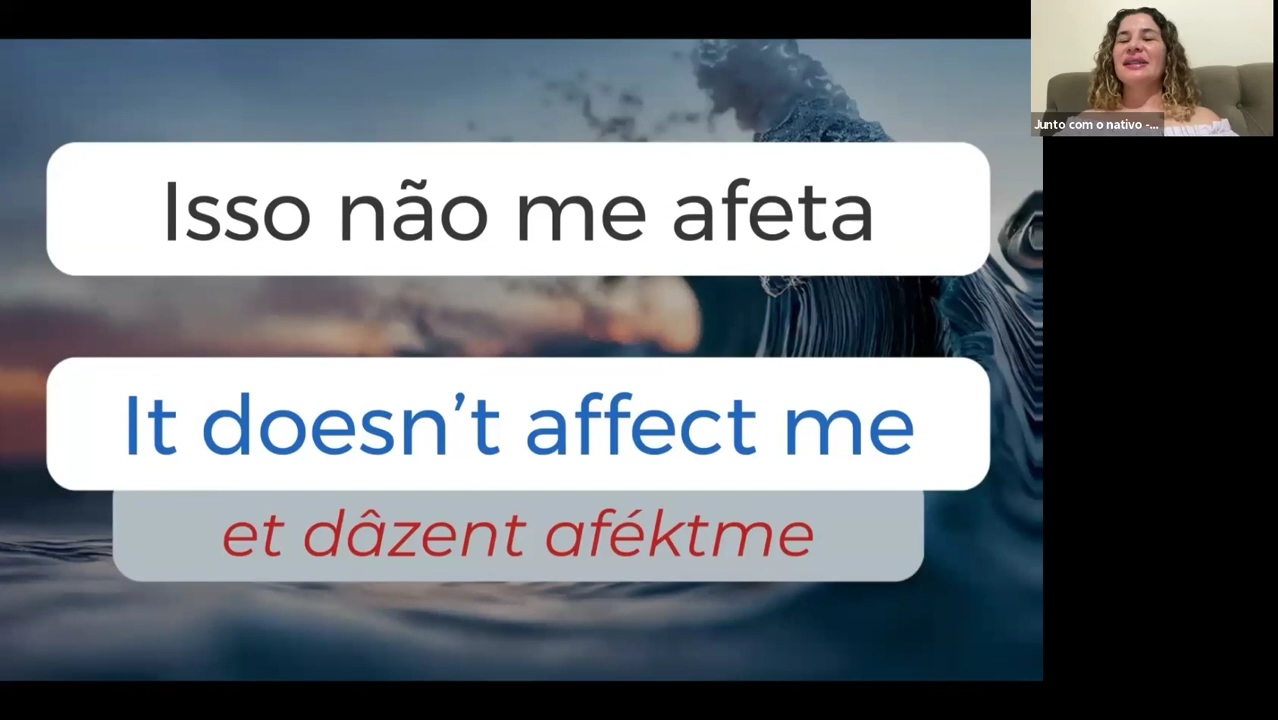 Isso não me afeta
It doesn’t affect me
et dâzent aféktme
Junto com o nativo -...